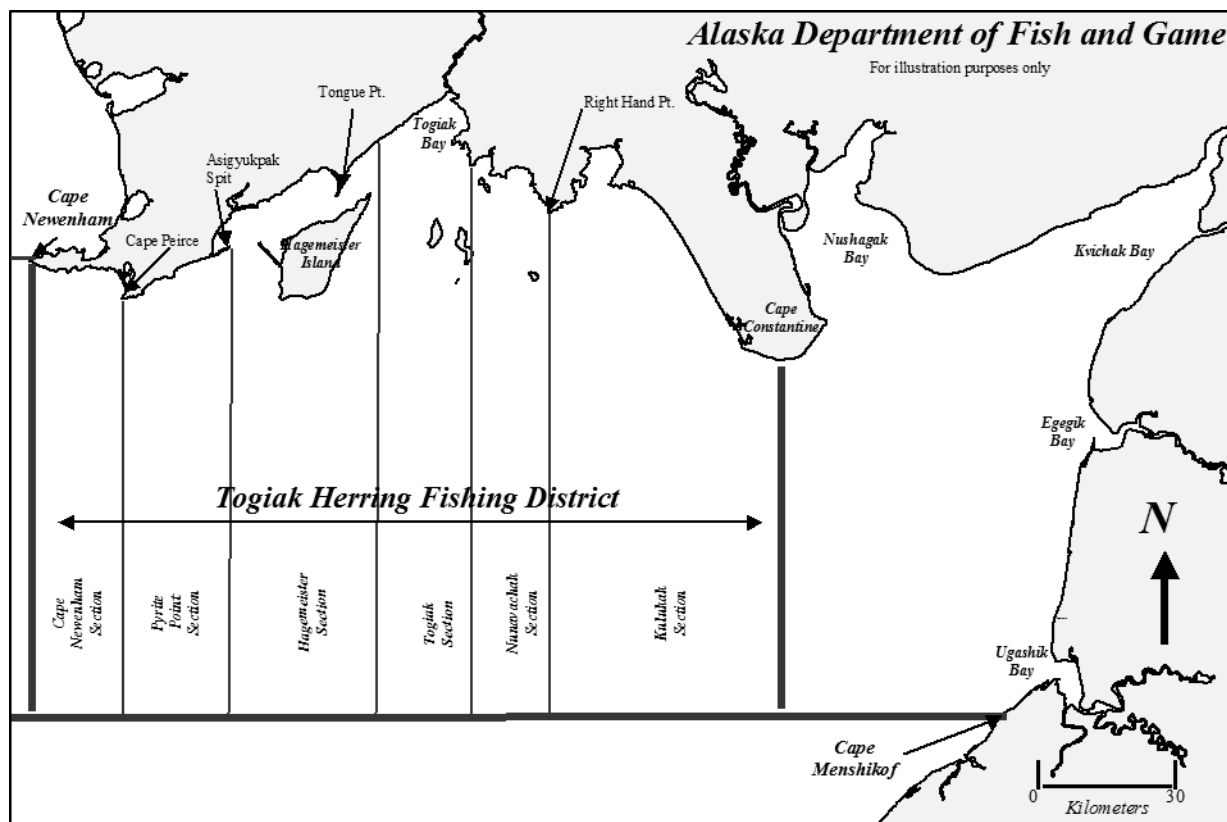 Alaska Department of Fish and Game
For illustration purposes only
Tongue Pt.
Right Hand Pt.
Togiak
Bay
Asigyukpak
Spit
Cape
Newenham
Cape Peirce
Hagemeister
Island
Nushagak
Bay
Kvichak Bay
Cape
Constantine
Egegik
Bay
Togiak Herring Fishing District
N
Cape
Newenham
Section
Pyrite
Point
Section
Hagemeister
Section
Togiak
Section
Nunavachak
Section
Kulukak
Section
Ugashik
Bay
Cape
Menshikof
0
30
Kilometers